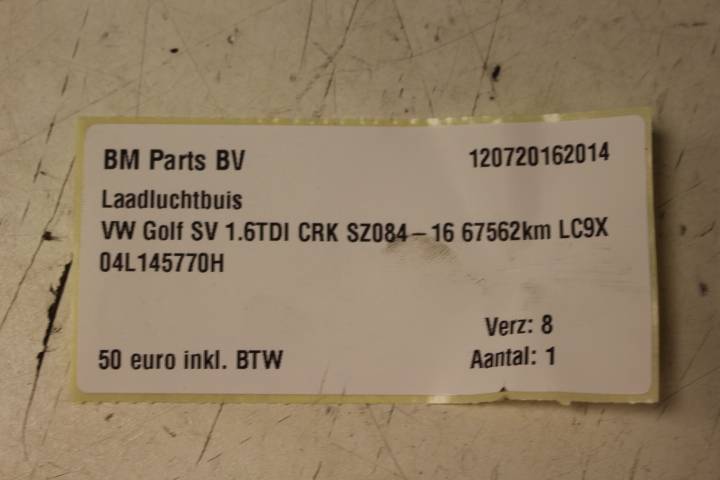 BM Parts BV 120720162014
Laadluchtbuis
VW Golf SV 1.6TDI CRK SZ084-16 67562km LC9X
04L145770H
Verz: 8
50 euro inkl. BTW Aantal: 1